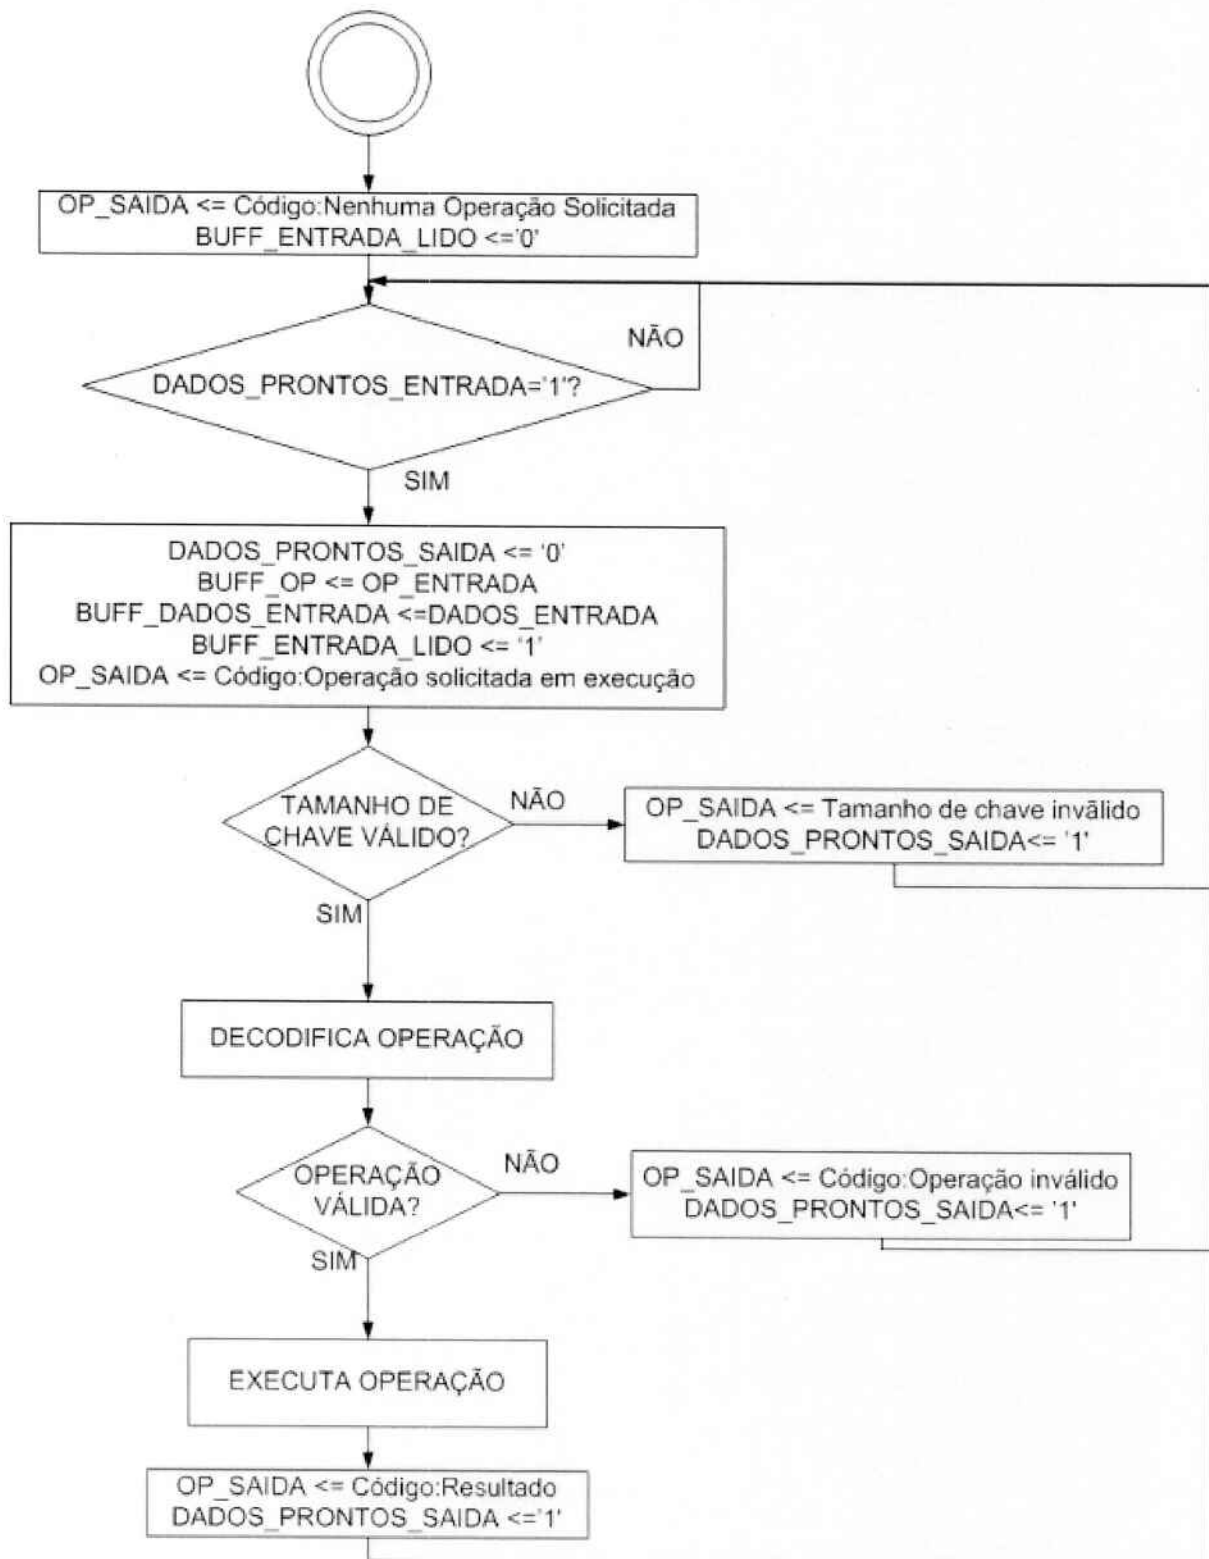 OP_SAIDA <= Código:Nenhuma Operação Solicitada
BUFF_ENTRADA_LIDO <='0'
NÃO
DADOS_PRONTOS_ENTRADA='1'?
SIM
DADOS_PRONTOS_SAIDA <= '0'
BUFF_OP <= OP_ENTRADA
BUFF_DADOS_ENTRADA <=DADOS_ENTRADA
BUFF_ENTRADA_LIDO <= '1'
OP_SAIDA <= Código:Operação solicitada em execução
TAMANHO DE
CHAVE VÁLIDO?
NÃO
OP_SAIDA <= Tamanho de chave inválido
DADOS_PRONTOS_SAIDA<= '1'
SIM
DECODIFICA OPERAÇÃO
OPERAÇÃO
VÁLIDA?
NÃO
OP_SAIDA <= Código:Operação inválido
DADOS_PRONTOS_SAIDA<= '1'
SIM
EXECUTA OPERAÇÃO
OP_SAIDA <= Código:Resultado
DADOS_PRONTOS_SAIDA <='1'